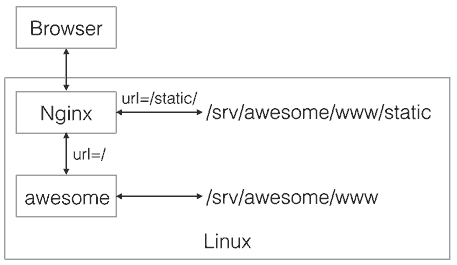 Browser
Nginx
url=/static/
/srv/awesome/www/static
url=/
awesome
/srv/awesome/www
Linux